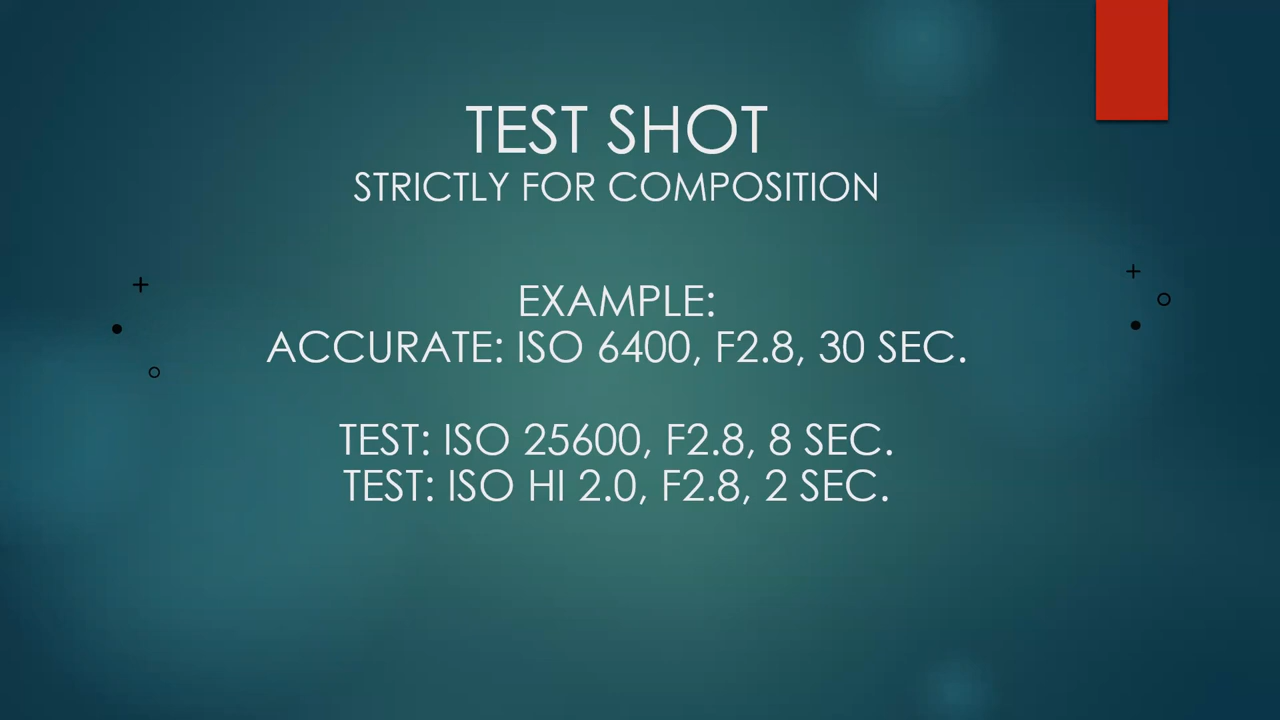 TEST SHOT
STRICTLY FOR COMPOSITION
EXAMPLE:
ACCURATE: ISO 6400, F2.8, 30 SEC.
TEST: ISO 25600, F2.8, 8 SEC.
TEST: ISO HI 2.0, F2.8, 2 SEC.